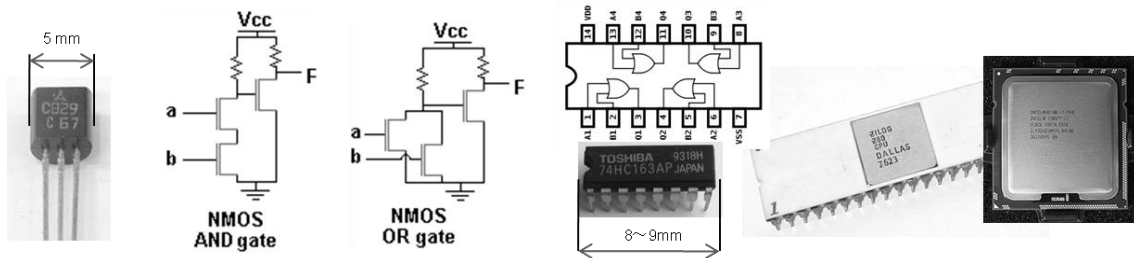 5 mm
C829
C 67
Vcc
F
a
b
NMOS
AND gate
Vcc
F
a
b
NMOS
OR gate
VDD A4 B4 Q4 Q3 B3 A3
14 13 12 11 10 9 8
1 2 3 4 5 6 7
A1 B1 Q1 Q2 B2 A2 VSS
TOSHIBA 9318H
74HC163AP JAPAN
8～9mm
ZILOG
Z80
CPU
DALLAS
7523
1